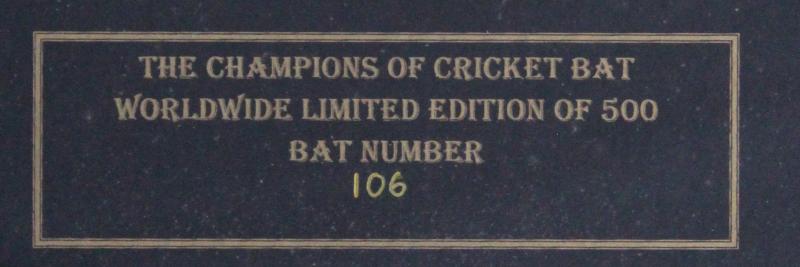 THE CHAMPIONS OF CRICKET BAT
WORLDWIDE LIMITED EDITION OF 500
BAT NUMBER
106